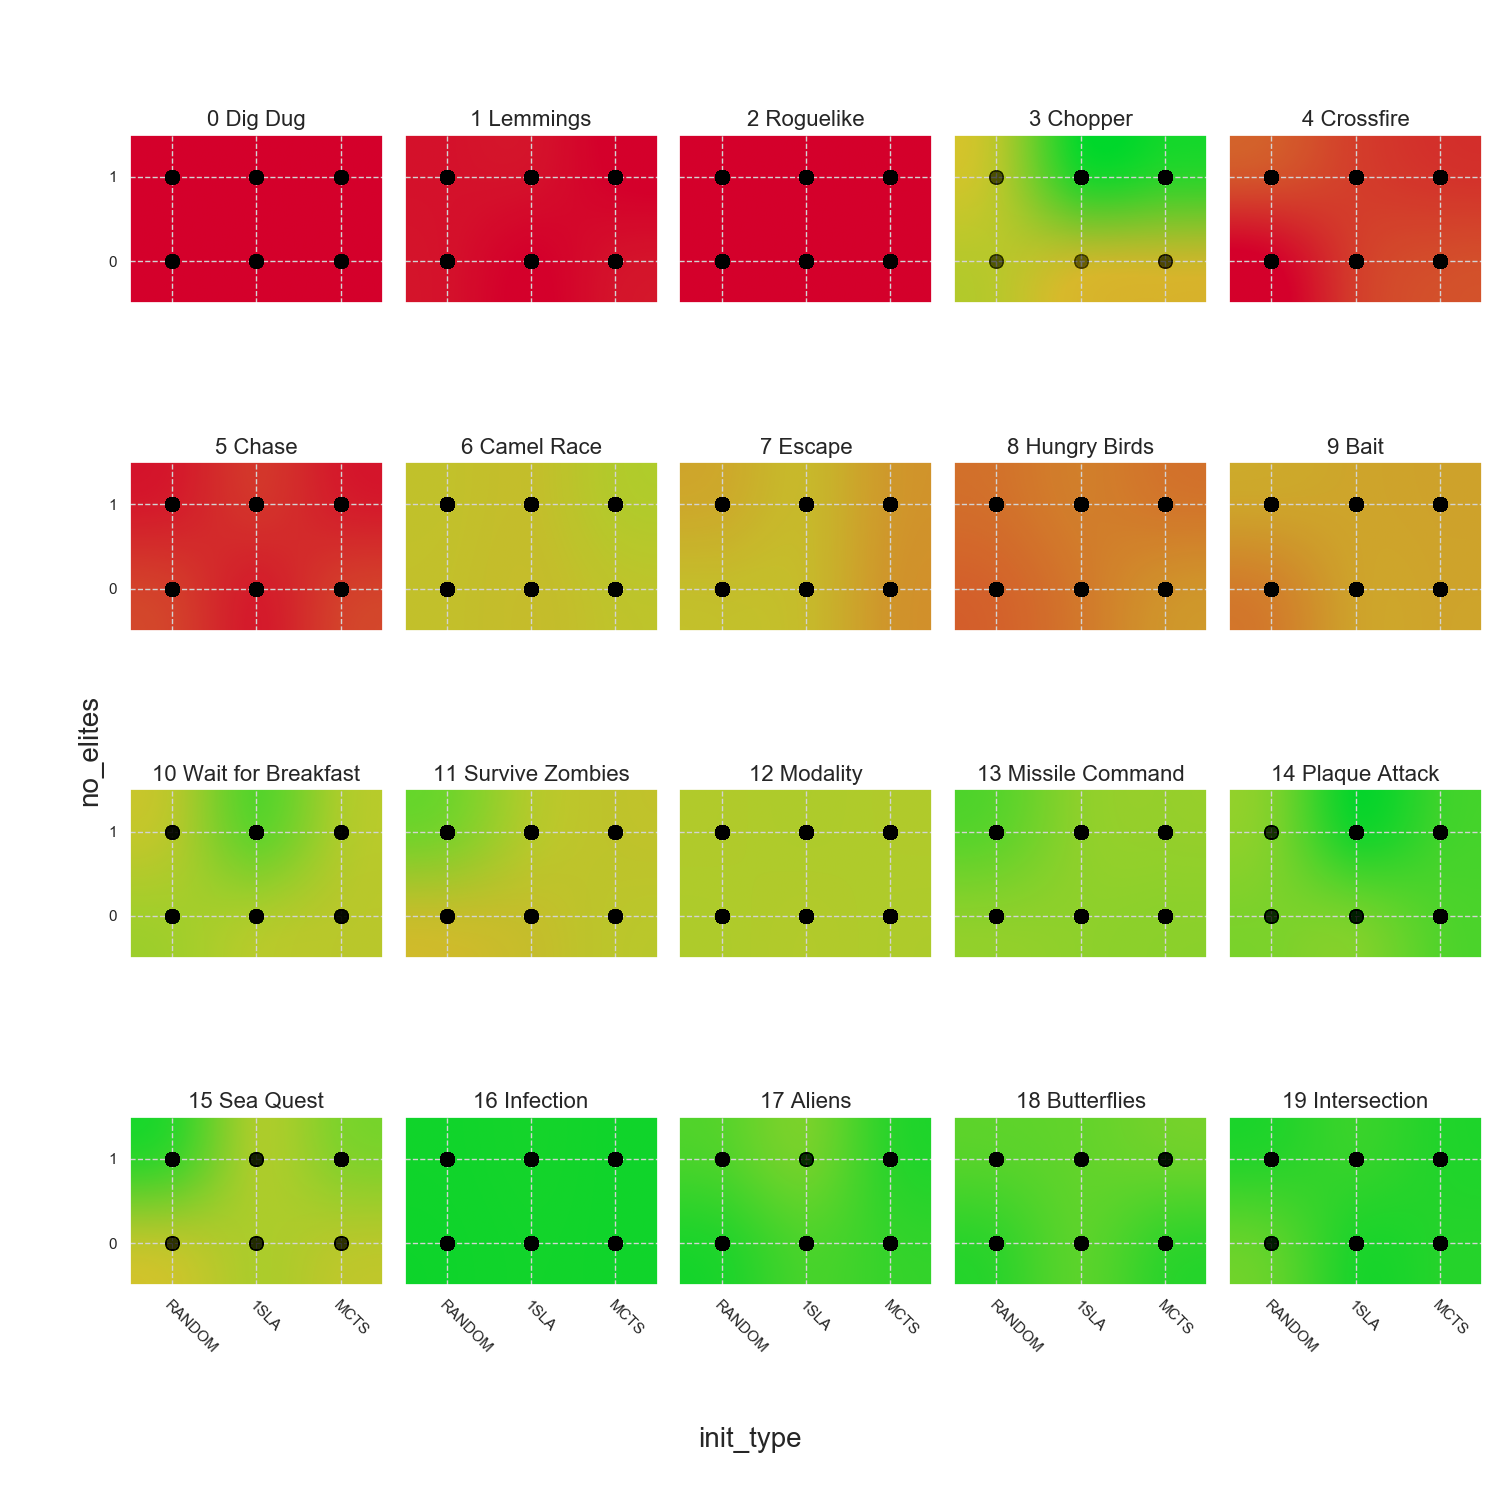 0 Dig Dug
1 Lemmings
2 Roguelike
3 Chopper
4 Crossfire
1
0
5 Chase
6 Camel Race
7 Escape
8 Hungry Birds
9 Bait
1
0
no_elites
10 Wait for Breakfast
11 Survive Zombies
12 Modality
13 Missile Command
14 Plaque Attack
1
0
15 Sea Quest
16 Infection
17 Aliens
18 Butterflies
19 Intersection
1
0
RANDOM
1SLA
MCTS
RANDOM
1SLA
MCTS
RANDOM
1SLA
MCTS
RANDOM
1SLA
MCTS
RANDOM
1SLA
MCTS
init_type